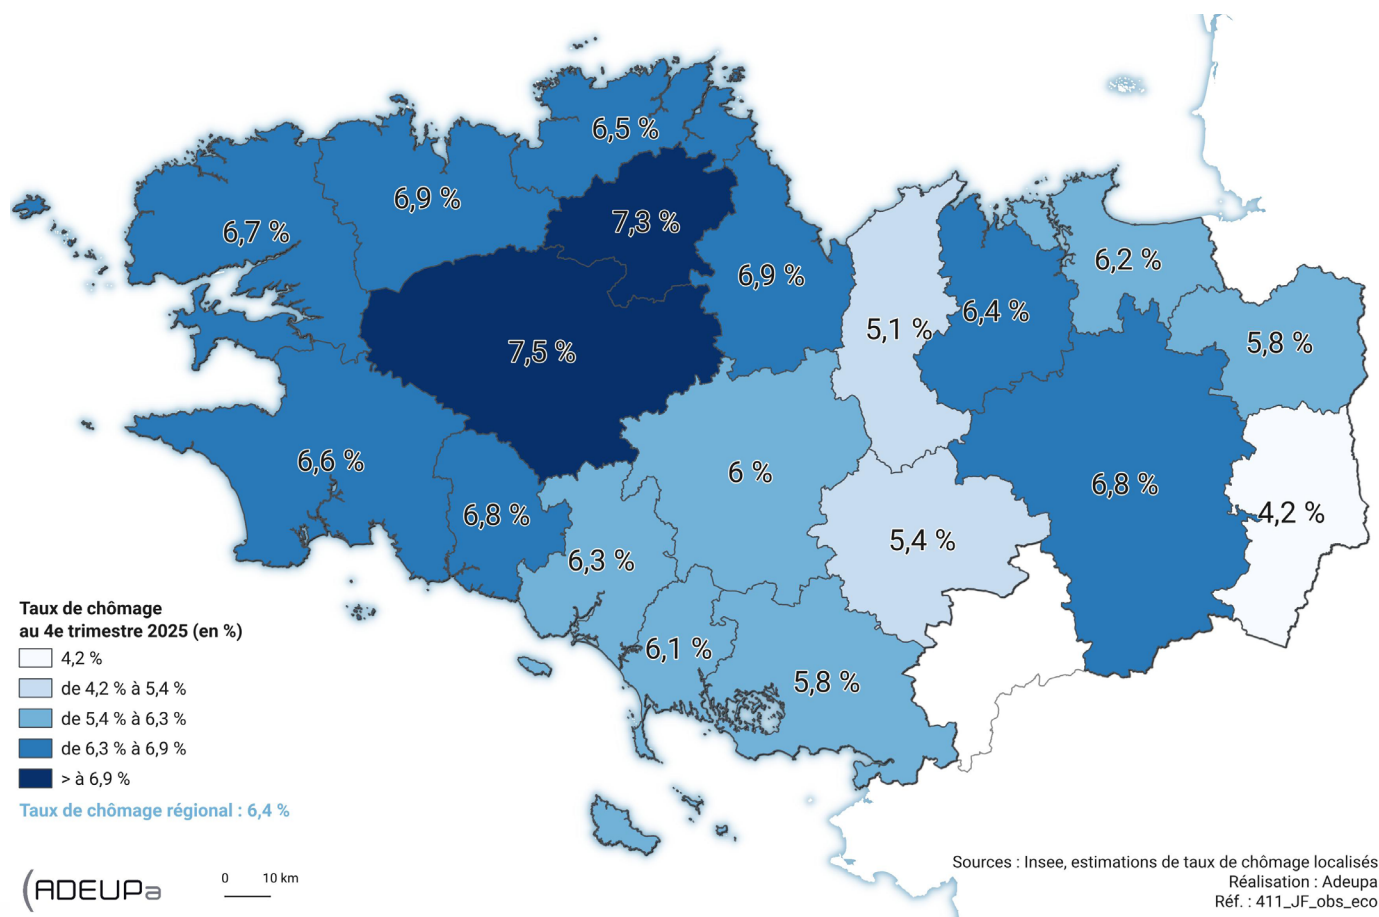 6,5 %
6,9 %
7,3 %
6,7 %
6,2 %
6,9 %
6,4 %
5,1 %
5,8 %
7,5 %
6,6 %
6 %
6,8 %
4,2 %
6,8 %
5,4 %
6,3 %
6,1 %
5,8 %
Taux de chômage
au 4e trimestre 2025 (en %)
4,2 %
de 4,2 % à 5,4 %
de 5,4 % à 6,3 %
de 6,3 % à 6,9 %
> à 6,9 %
Taux de chômage régional : 6,4 %
ADEUPa
0 10 km
Sources : Insee, estimations de taux de chômage localisés
Réalisation : Adeupa
Réf. : 411_JF_obs_eco